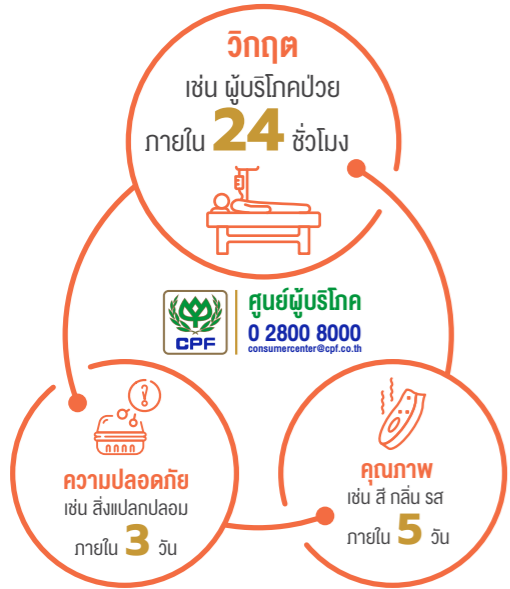 วิกฤต
เช่น ผู้บริโภคป่วย
ภายใน 24 ชั่วโมง
CPF
ศูนย์ผู้บริโภค
0 2800 8000
consumercenter@cpf.co.th
ความปลอดภัย
เช่น สิ่งแปลกปลอม
ภายใน 3 วัน
คุณภาพ
เช่น สี กลิ่น รส
ภายใน 5 วัน